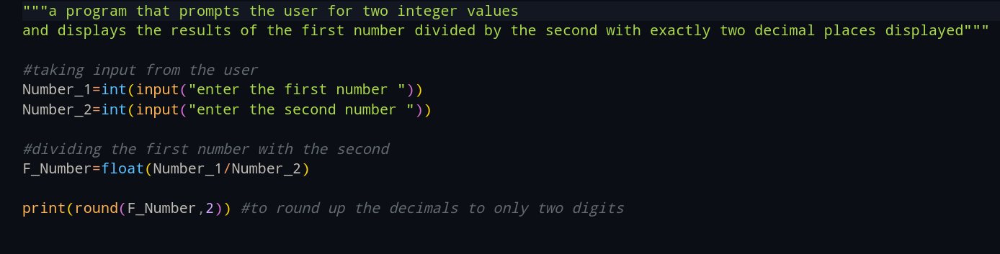 """a program that prompts the user for two integer values
and displays the results of the first number divided by the second with exactly two decimal places displayed"""
#taking input from the user
Number_1=int(input("enter the first number "))
Number_2=int(input("enter the second number "))
#dividing the first number with the second
F_Number=float(Number_1/Number_2)
print(round(F_Number,2)) #to round up the decimals to only two digits